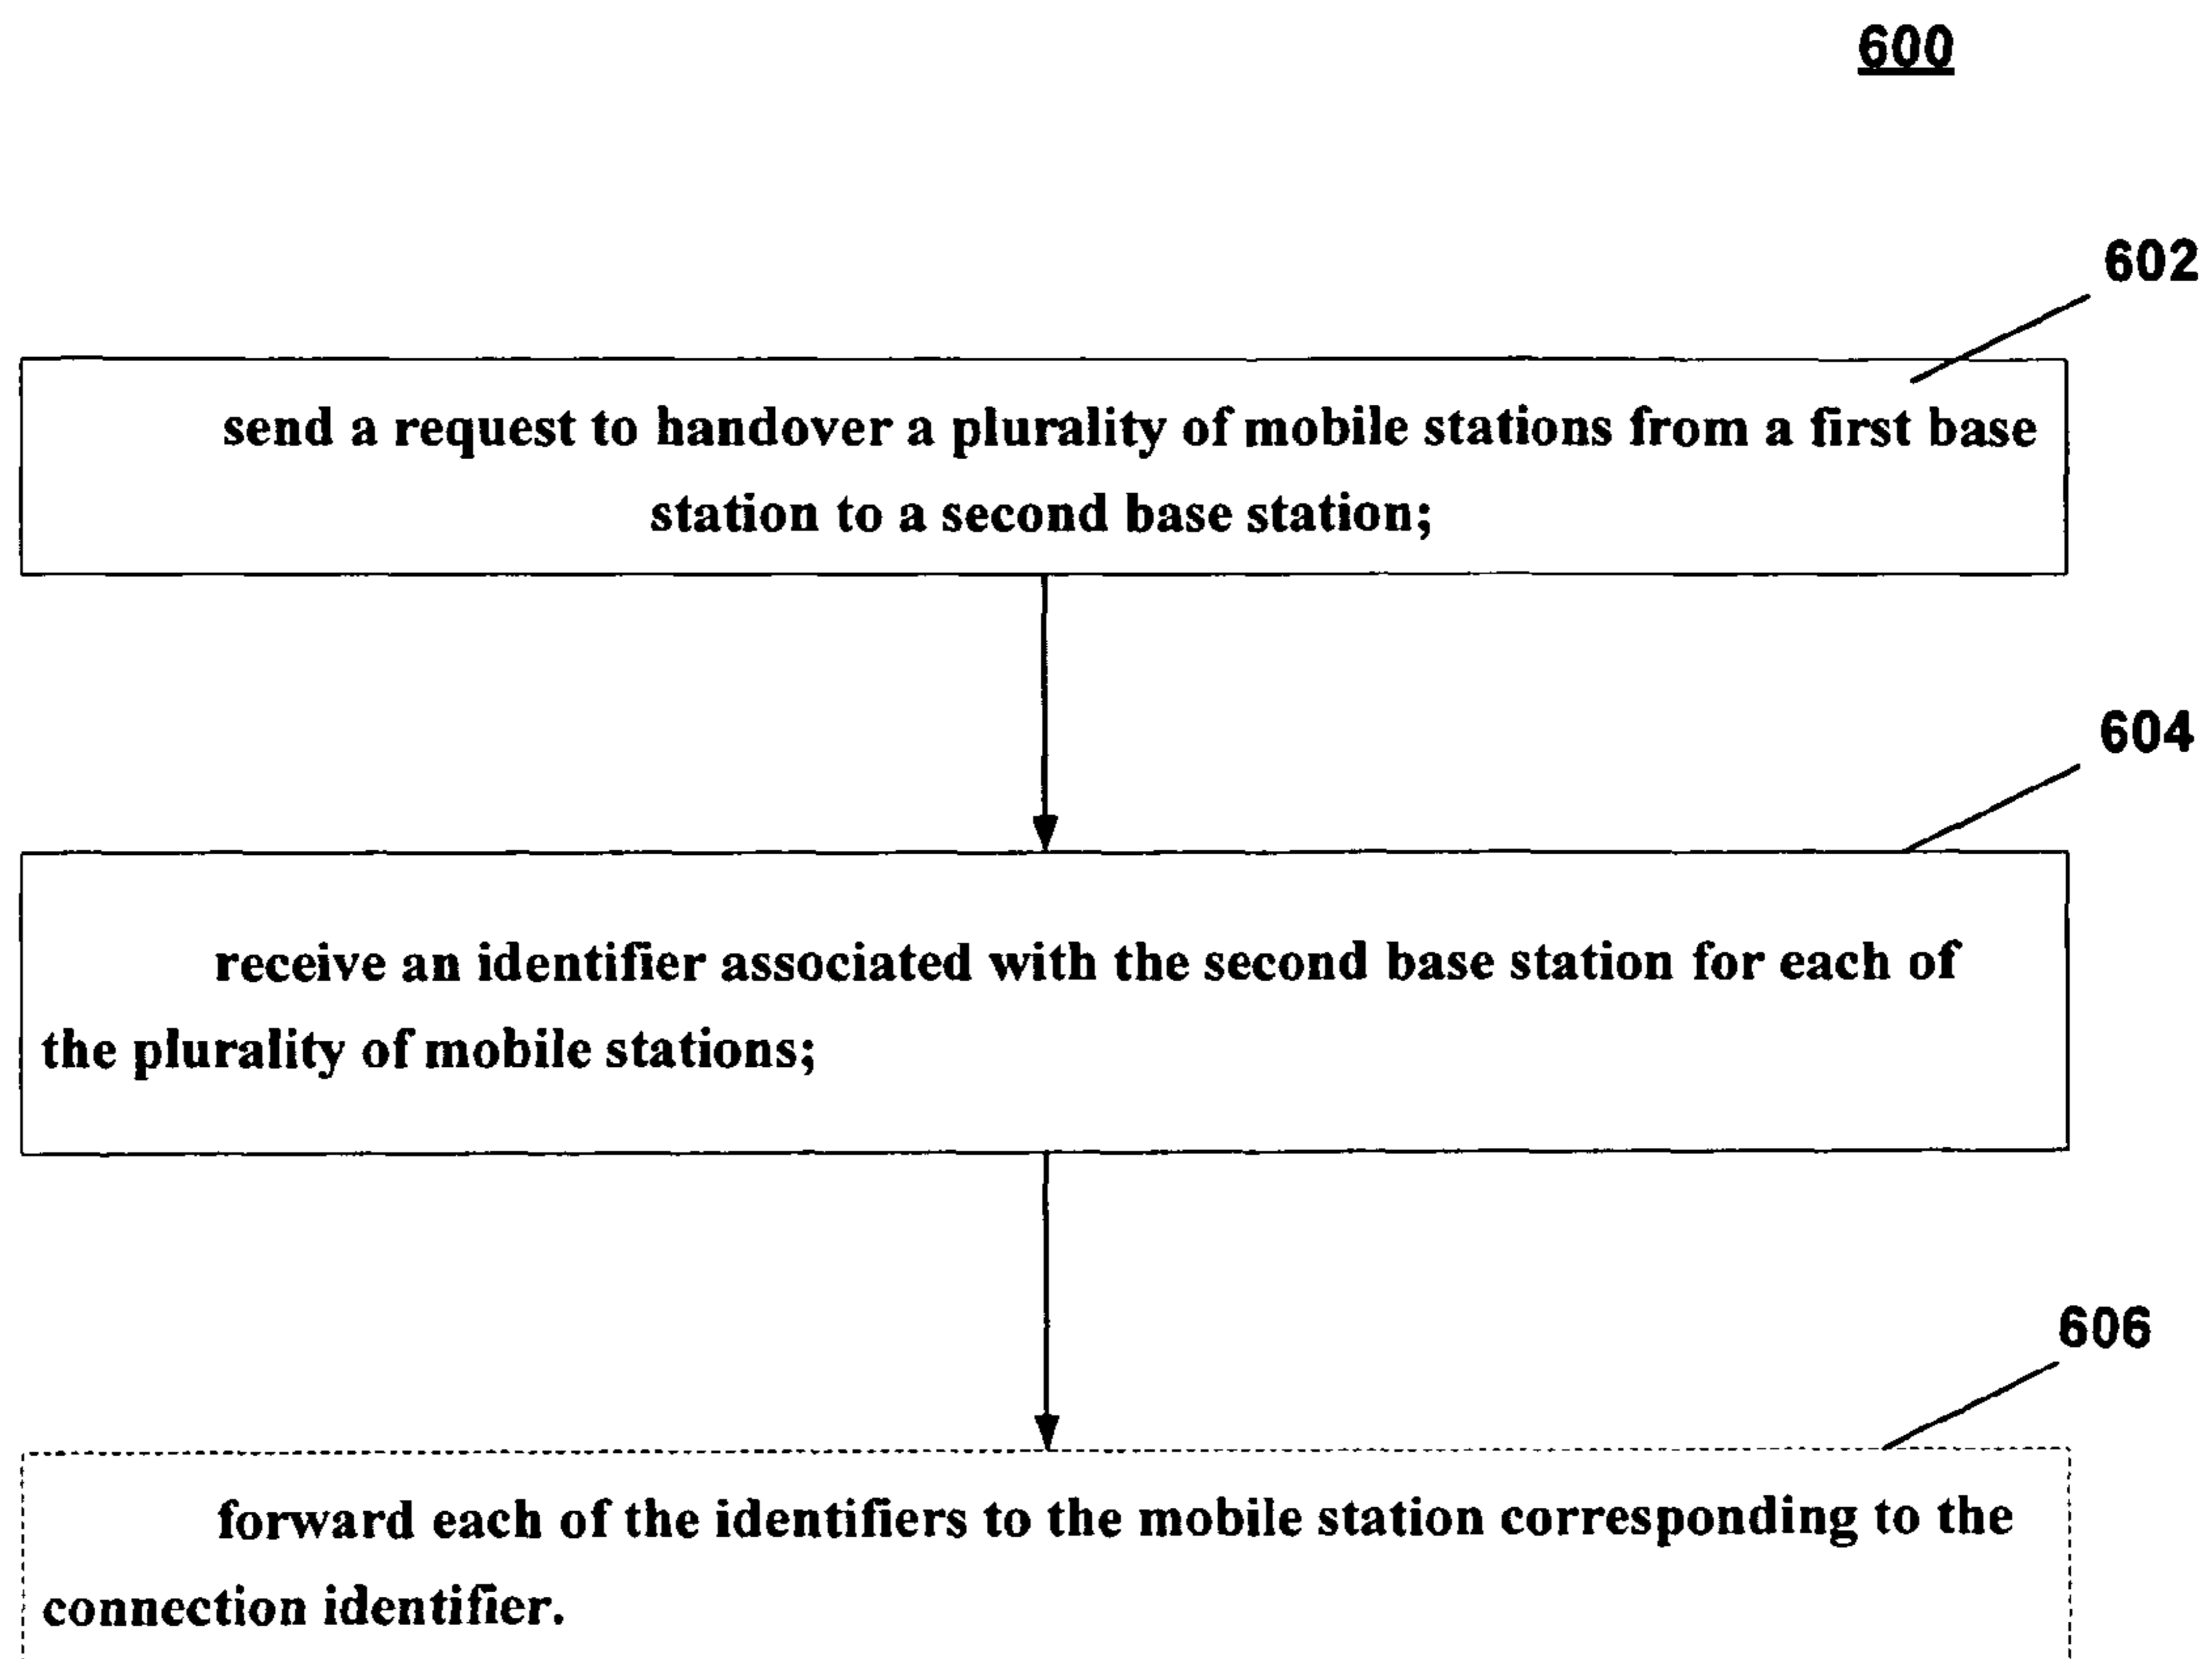 600
602
send a request to handover a plurality of mobile stations from a first base
station to a second base station;
604
receive an identifier associated with the second base station for each of
the plurality of mobile stations;
606
forward each of the identifiers to the mobile station corresponding to the
connection identifier.